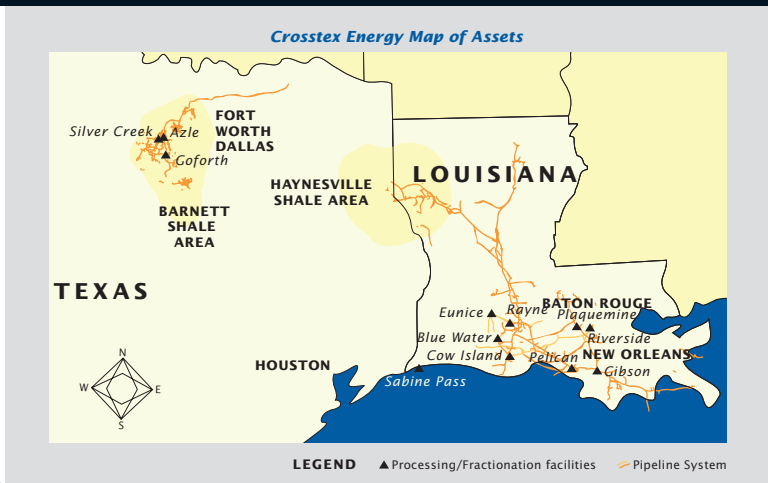 Crosstex Energy Map of Assets
FORT
WORTH
DALLAS
Silver Creek
Azle
Goforth
HAYNESVILLE
SHALE AREA
LOUISIANA
BARNETT
SHALE
AREA
TEXAS
BATON ROUGE
Eunice
Rayne
Plaquemine
Blue Water
Riverside
Cow Island
Pelican
NEW ORLEANS
HOUSTON
Gibson
Sabine Pass
N
W
E
S
LEGEND Processing/Fractionation facilities Pipeline System